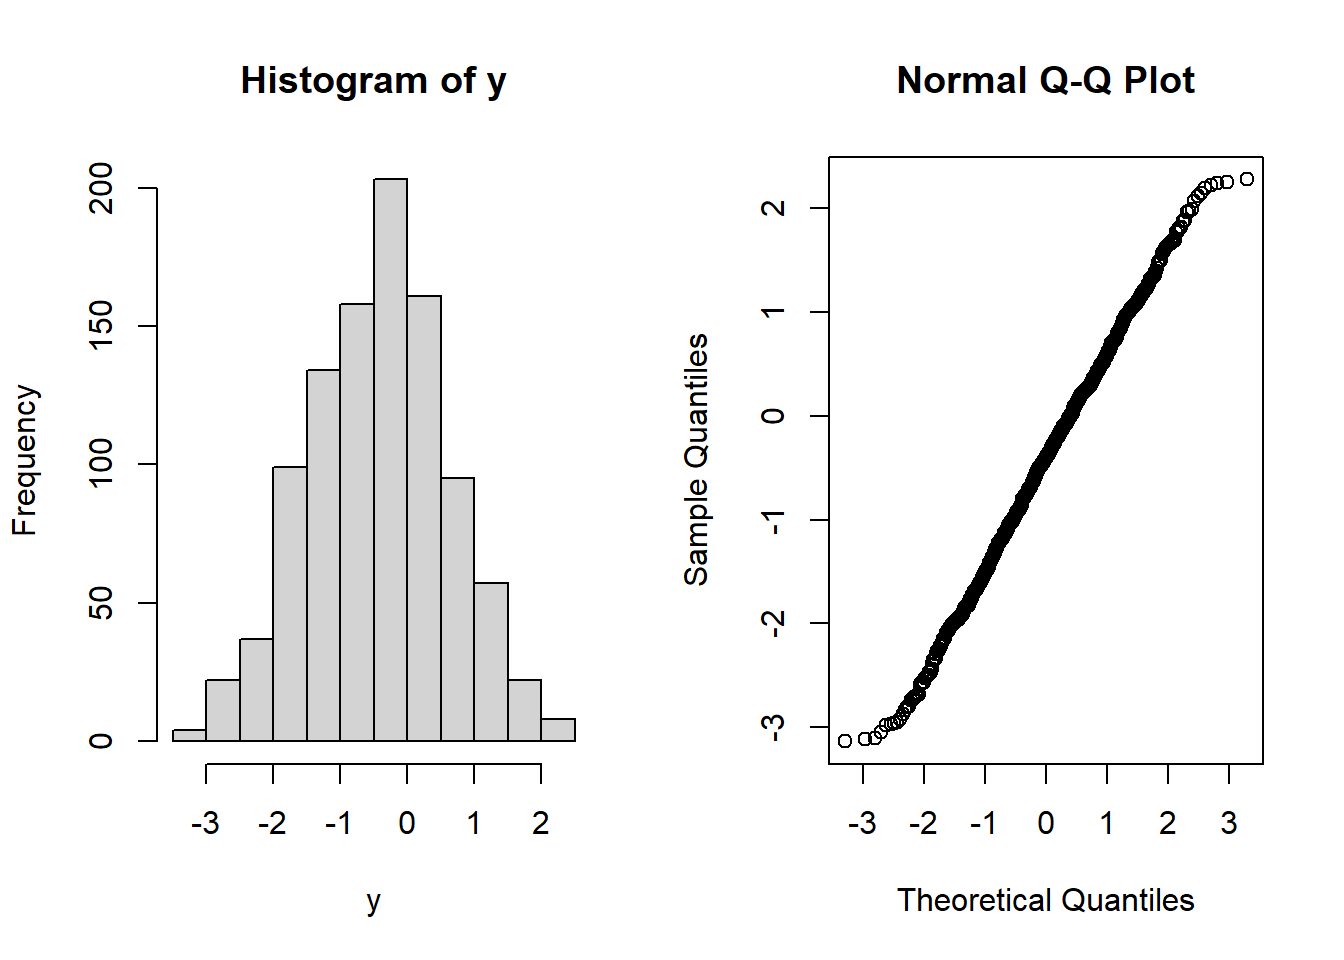 Histogram of y
Frequency
0
50
100
150
200
-3 -2 -1 0 1 2
y
Normal Q-Q Plot
Sample Quantiles
-3
-2
-1
0
1
2
-3 -2 -1 0 1 2 3
Theoretical Quantiles